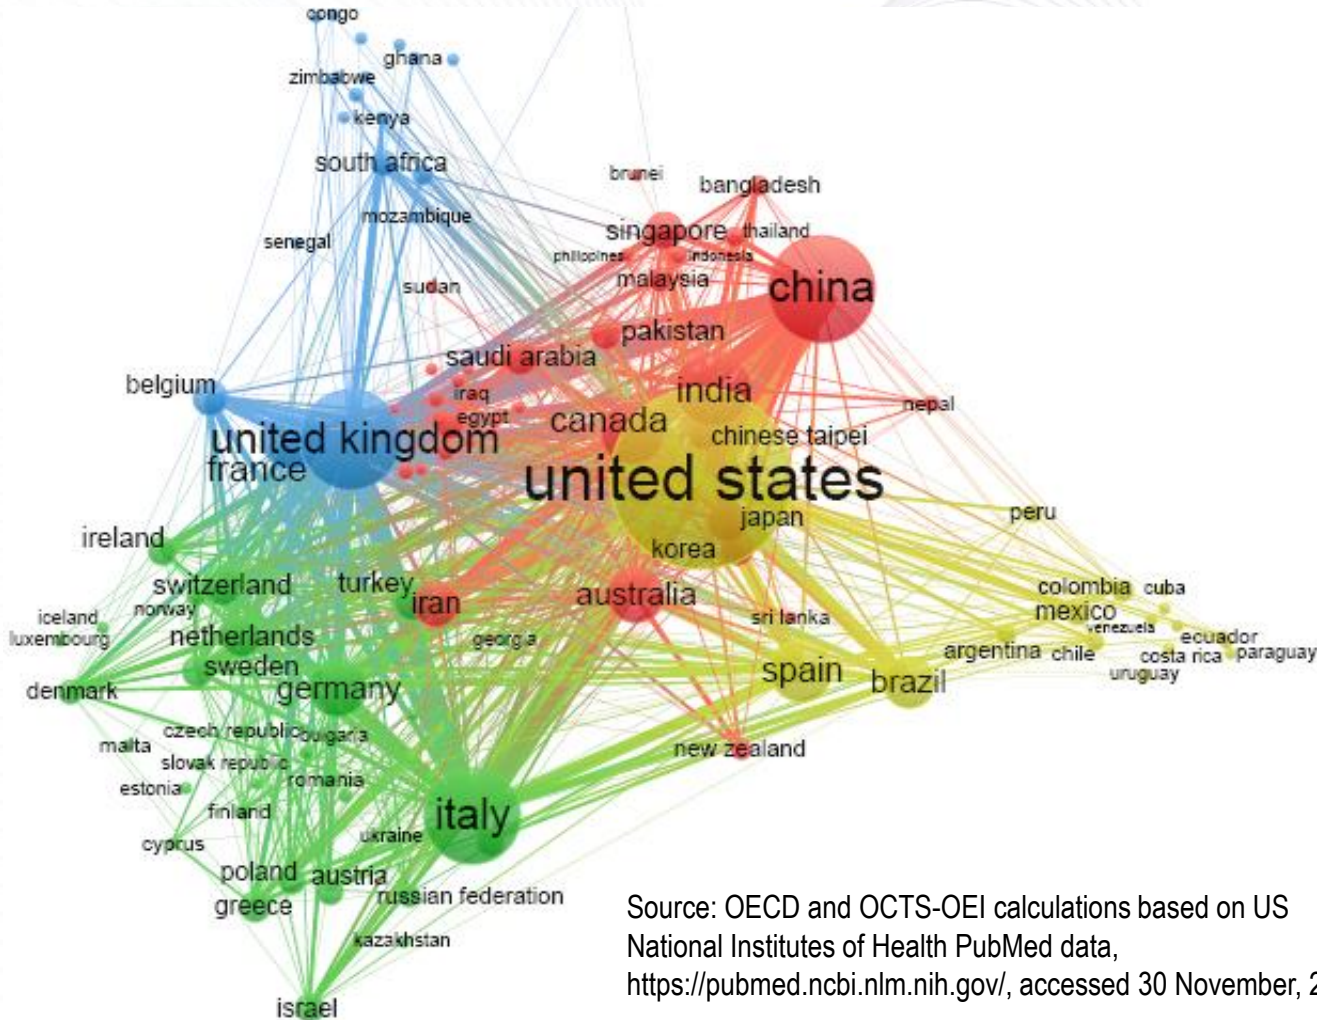 congo
ghana
zimbabwe
kenya
south africa
mozambique
senegal
sudan
brunei
bangladesh
singapore
thailand
philippines
indonesia
malaysia
china
pakistan
saudi arabia
belgium
iraq
india
nepal
egypt
canada
united kingdom
chinese taipei
france
united states
japan
peru
ireland
korea
switzerland
turkey
iran
australia
colombia
cuba
norway
iceland
mexico
sri lanka
luxembourg
netherlands
georgia
venezuela
ecuador
argentina
chile
costa rica
paraguay
sweden
spain
uruguay
denmark
germany
brazil
czech republic
bulgaria
malta
new zealand
slovak republic
romania
estonia
finland
italy
ukraine
cyprus
poland
austria
russian federation
greece
kazakhstan
israel
Source: OECD and OCTS-OEI calculations based on US
National Institutes of Health PubMed data,
https://pubmed.ncbi.nlm.nih.gov/, accessed 30 November, 2